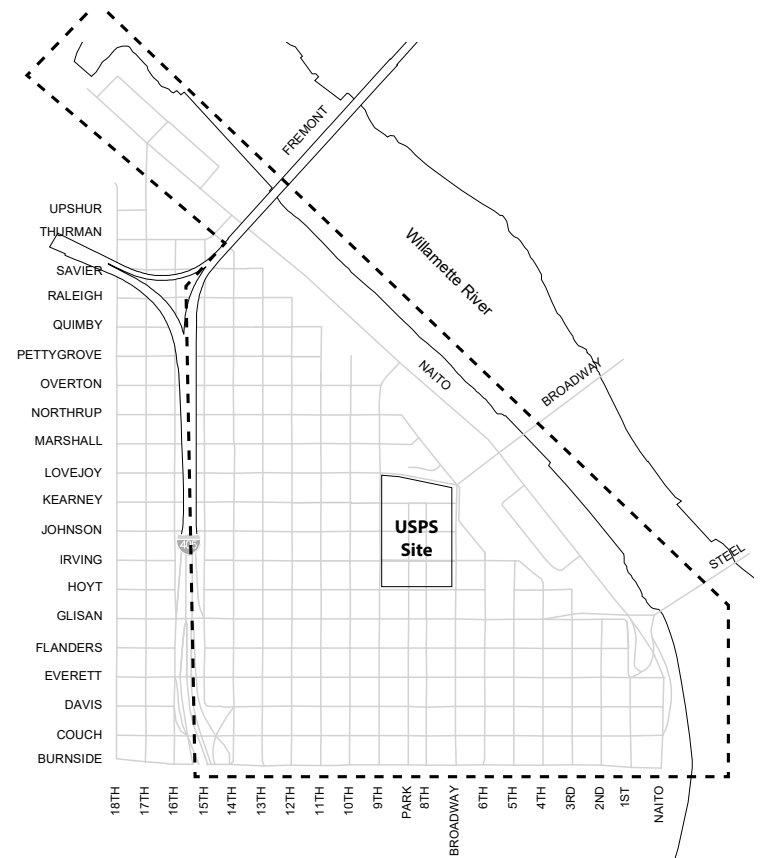 FREMONT
UPSHUR
THURMAN
Willamette River
SAVIER
RALEIGH
QUIMBY
PETTYGROVE
NAITO
BROADWAY
OVERTON
NORTHRUP
MARSHALL
LOVEJOY
KEARNEY
USPS
Site
JOHNSON
405
IRVING
STEEL
HOYT
GLISAN
FLANDERS
EVERETT
DAVIS
COUCH
BURNSIDE
18TH
17TH
16TH
15TH
14TH
13TH
12TH
11TH
10TH
9TH
PARK
8TH
BROADWAY
6TH
5TH
4TH
3RD
2ND
1ST
NAITO